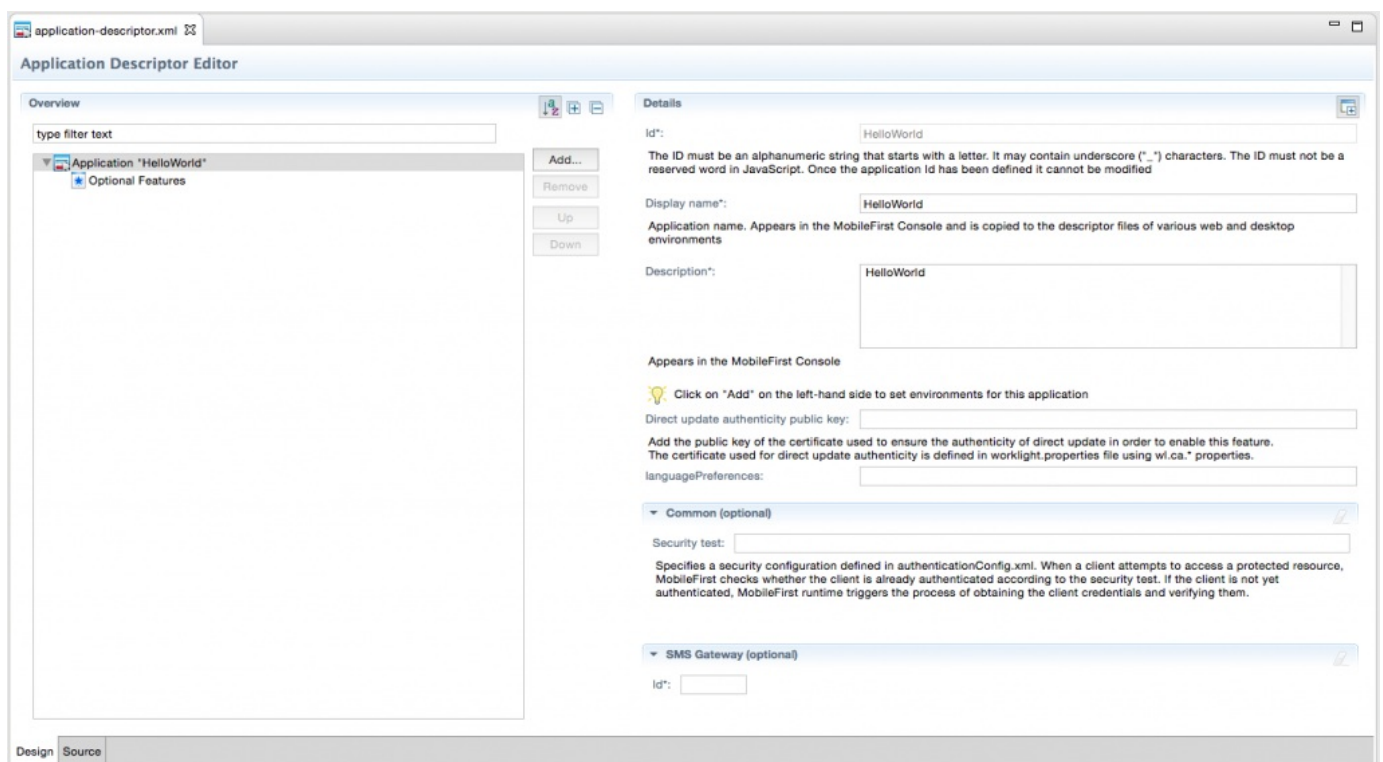 application-descriptor.xml
Application Descriptor Editor
Overview
type filter text
Application "HelloWorld"
Optional Features
Add...
Remove
Up
Down
Details
Id*:
HelloWorld
The ID must be an alphanumeric string that starts with a letter. It may contain underscore ("_") characters. The ID must not be a
reserved word in JavaScript. Once the application Id has been defined it cannot be modified
Display name*:
HelloWorld
Application name. Appears in the MobileFirst Console and is copied to the descriptor files of various web and desktop
environments
Description*:
HelloWorld
Appears in the MobileFirst Console
Click on "Add" on the left-hand side to set environments for this application
Direct update authenticity public key:
Add the public key of the certificate used to ensure the authenticity of direct update in order to enable this feature.
The certificate used for direct update authenticity is defined in worklight.properties file using wl.ca.* properties.
languagePreferences:
Common (optional)
Security test:
Specifies a security configuration defined in authenticationConfig.xml. When a client attempts to access a protected resource,
MobileFirst checks whether the client is already authenticated according to the security test. If the client is not yet
authenticated, MobileFirst runtime triggers the process of obtaining the client credentials and verifying them.
SMS Gateway (optional)
Id*:
Design
Source